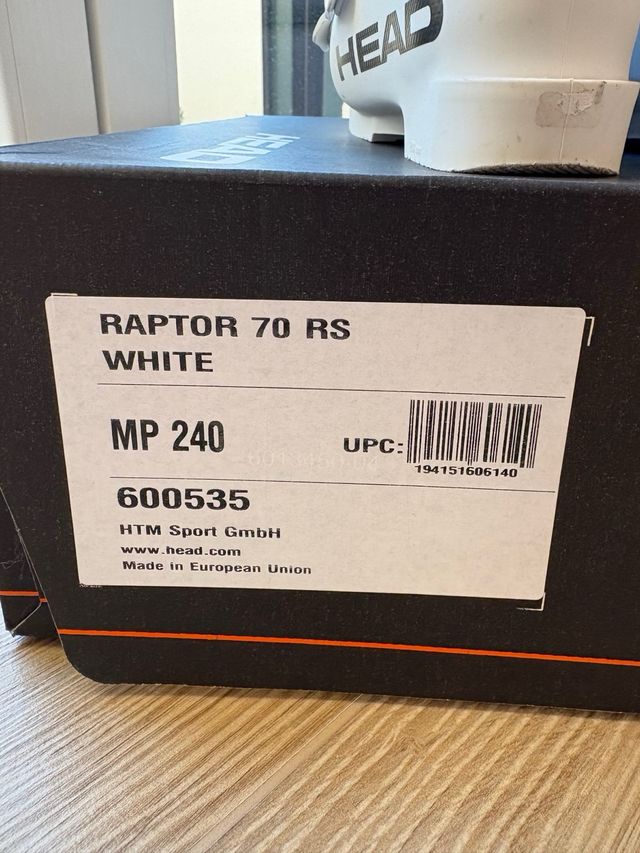 HEAD
HEAD
RAPTOR 70 RS
WHITE
MP 240
UPC:
194151606140
600535
HTM Sport GmbH
www.head.com
Made in European Union